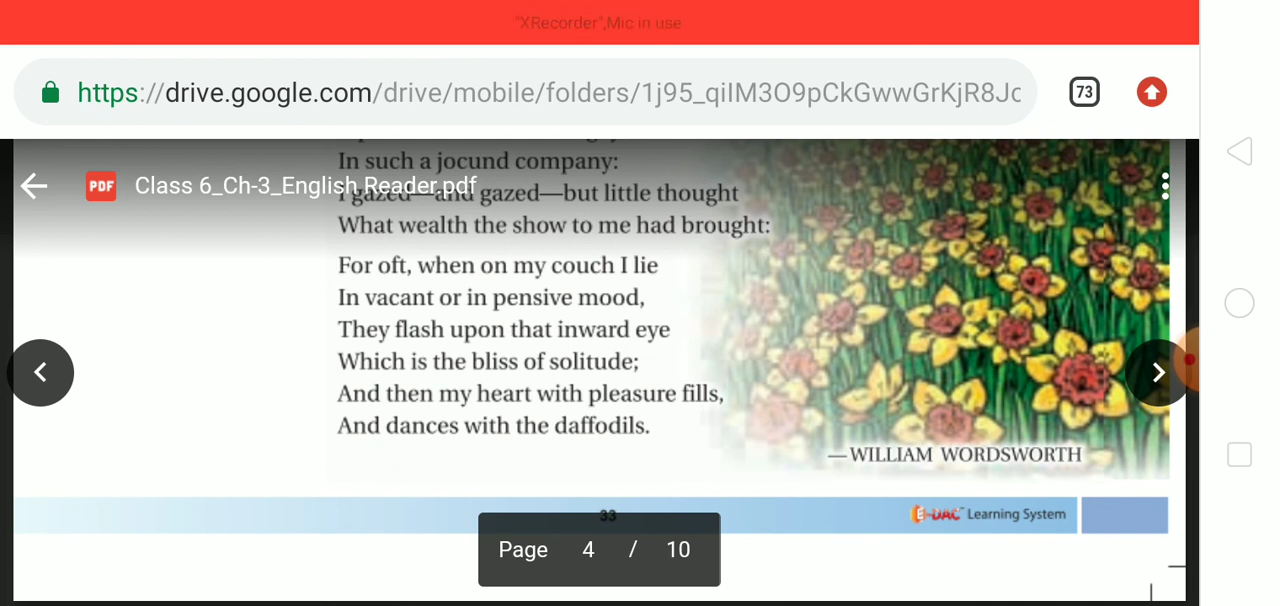 "XRecorder",Mic in use
https://drive.google.com/drive/mobile/folders/1j95_qiIM3O9pCkGwwGrKjR8Jc
73
In such a jocund company:
PDF Class 6_Ch-3_English Reader.pdf
I gazed—and gazed—but little thought
What wealth the show to me had brought:
For oft, when on my couch I lie
In vacant or in pensive mood,
They flash upon that inward eye
Which is the bliss of solitude;
And then my heart with pleasure fills,
And dances with the daffodils.
—WILLIAM WORDSWORTH
33
E-DAC Learning System
Page 4 / 10